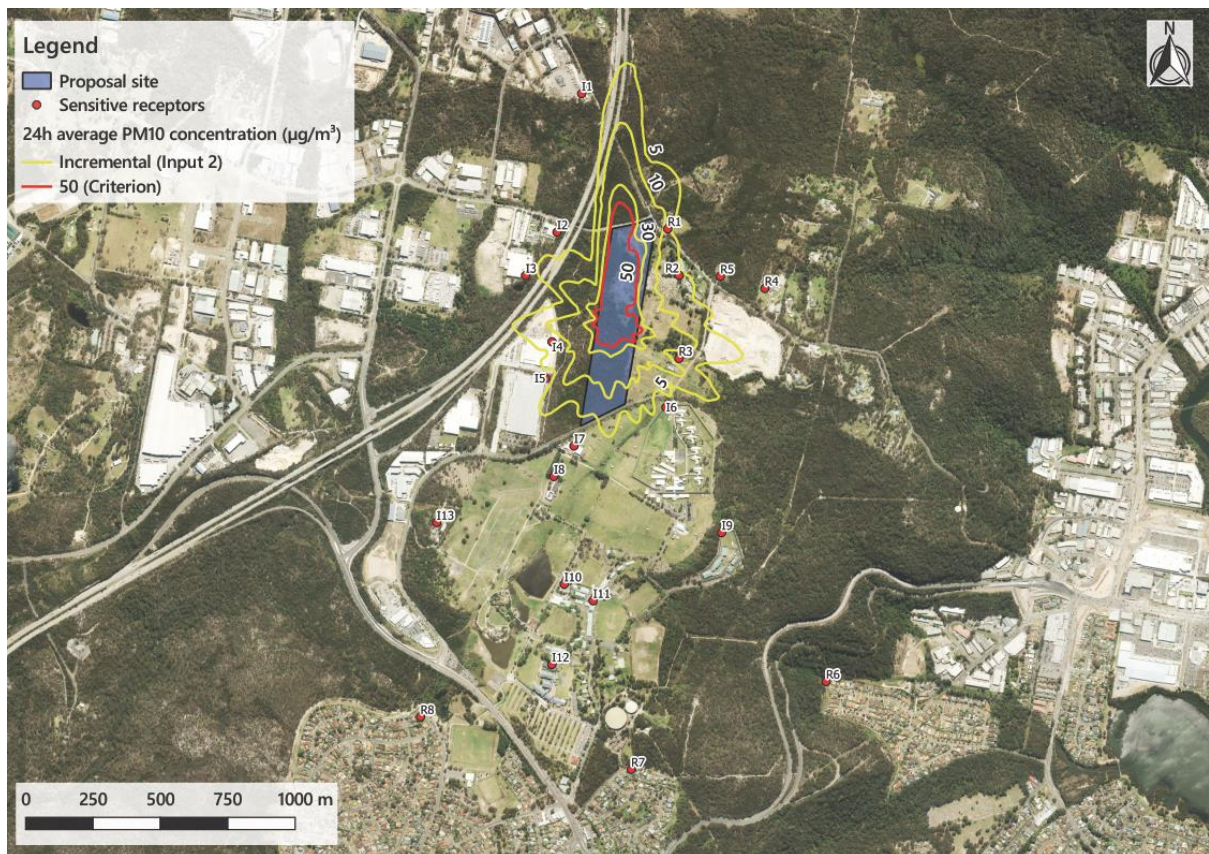 Legend
Proposal site
Sensitive receptors
24h average PM10 concentration (µg/m³)
Incremental (Input 2)
50 (Criterion)
N
I1
5
10
R1
30
I2
50
R2
R5
I3
R4
I4
R3
I5
5
I6
I7
I8
I13
I9
I10
I11
I12
R6
R8
R7
0 250 500 750 1000 m